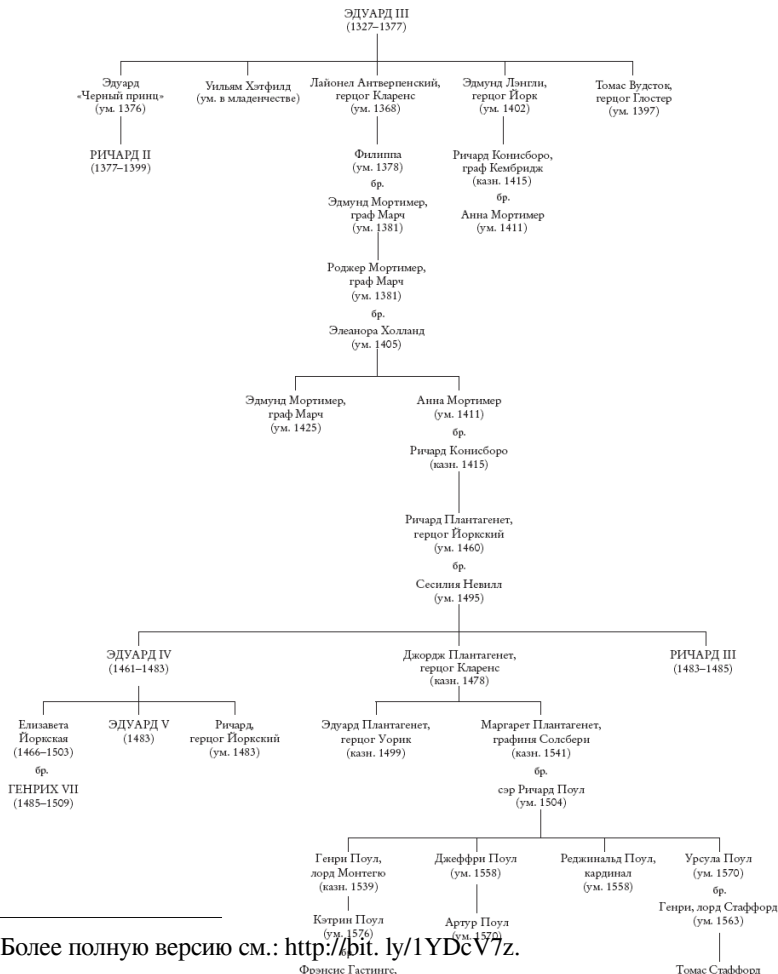 ЭДУАРД III
(1327–1377)
Эдуард
«Черный принц»
(ум. 1376)
Уильям Хэтфилд
(ум. в младенчестве)
Лайонел Антверпенский,
герцог Кларенс
(ум. 1368)
Эдмунд Лэнгли,
герцог Йорк
(ум. 1402)
Томас Вудсток,
герцог Глостер
(ум. 1397)
РИЧАРД II
(1377–1399)
Филиппа
(ум. 1378)
бр.
Эдмунд Мортимер,
граф Марч
(ум. 1381)
Ричард Конисборо,
граф Кембридж
(казн. 1415)
бр.
Анна Мортимер
(ум. 1411)
Роджер Мортимер,
граф Марч
(ум. 1381)
бр.
Элеанора Холланд
(ум. 1405)
Эдмунд Мортимер,
граф Марч
(ум. 1425)
Анна Мортимер
(ум. 1411)
бр.
Ричард Конисборо
(казн. 1415)
Ричард Плантагенет,
герцог Йоркский
(ум. 1460)
бр.
Сесилия Невилл
(ум. 1495)
ЭДУАРД IV
(1461–1483)
Джордж Плантагенет,
герцог Кларенс
(казн. 1478)
РИЧАРД III
(1483–1485)
Елизавета
Йоркская
(1466–1503)
бр.
ГЕНРИХ VII
(1485–1509)
ЭДУАРД V
(1483)
Ричард,
герцог Йоркский
(ум. 1483)
Эдуард Плантагенет,
герцог Уорик
(казн. 1499)
Маргарет Плантагенет,
графиня Солсбери
(казн. 1541)
бр.
сэр Ричард Поул
(ум. 1504)
Генри Поул,
лорд Монтегю
(казн. 1539)
Джеффри Поул
(ум. 1558)
Реджинальд Поул,
кардинал
(ум. 1558)
Урсула Поул
(ум. 1570)
бр.
Генри, лорд Стаффорд
(ум. 1563)
Кэтрин Поул
(ум. 1576)
бр.
Артур Поул
(ум. 1570)
Более полную версию см.: http://bit. ly/1YDcV7z.
Фрэнсис Гастингс,
Томас Стаффорд